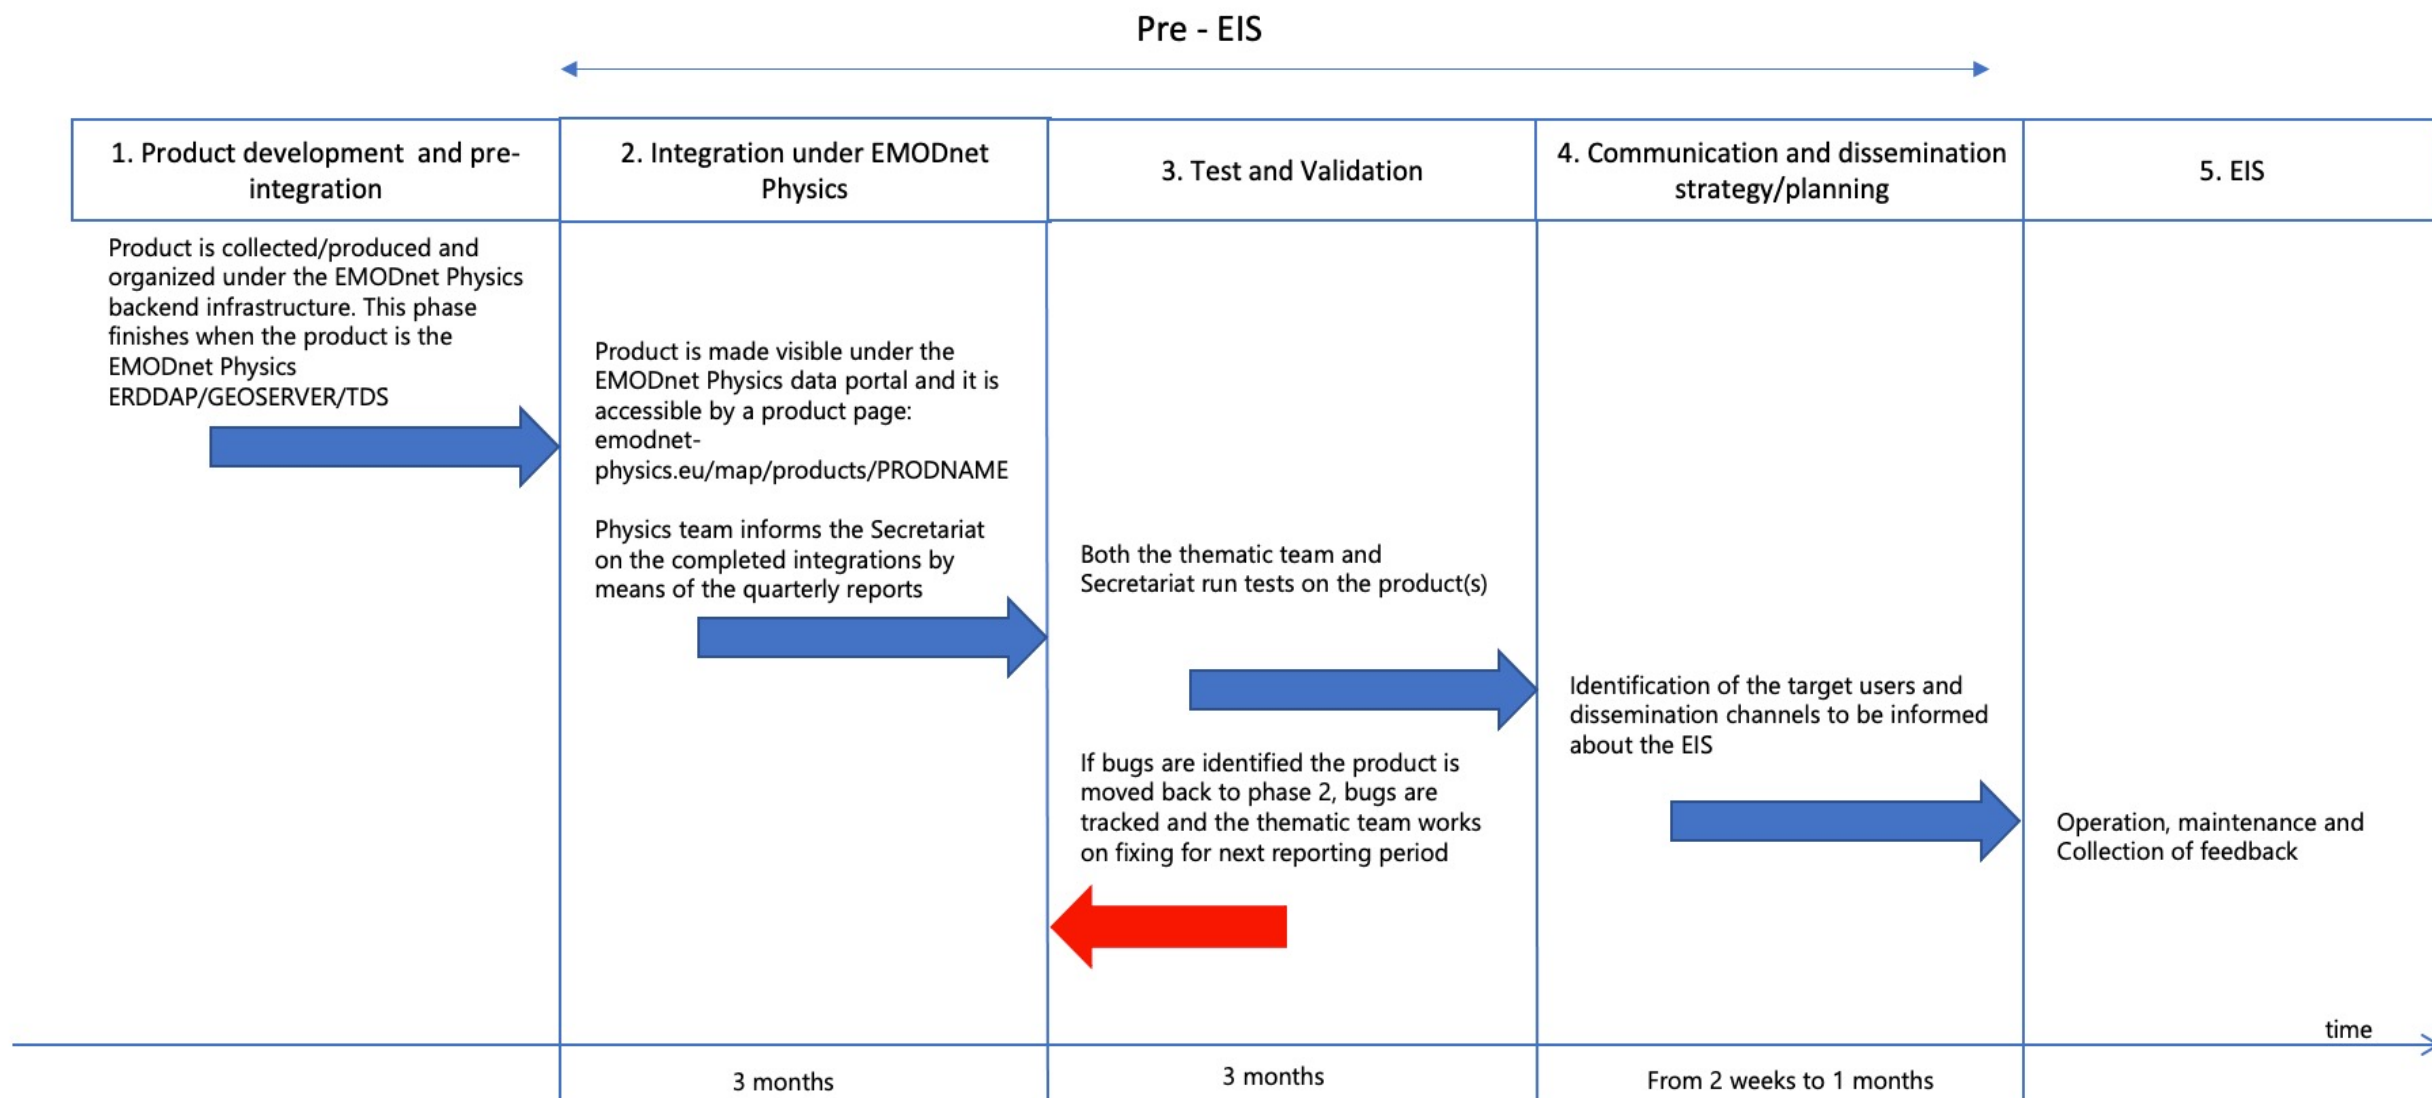 Pre - EIS
1. Product development  and pre-
integration
2. Integration under EMODnet
Physics
3. Test and Validation
4. Communication and dissemination
strategy/planning
5. EIS
Product is collected/produced and
organized under the EMODnet Physics
backend infrastructure. This phase
finishes when the product is the
EMODnet Physics
ERDDAP/GEOSERVER/TDS
Product is made visible under the
EMODnet Physics data portal and it is
accessible by a product page:
emodnet-
physics.eu/map/products/PRODNAME
Physics team informs the Secretariat
on the completed integrations by
means of the quarterly reports
Both the thematic team and
Secretariat run tests on the product(s)
If bugs are identified the product is
moved back to phase 2, bugs are
tracked and the thematic team works
on fixing for next reporting period
Identification of the target users and
dissemination channels to be informed
about the EIS
Operation, maintenance and
Collection of feedback
time
3 months
3 months
From 2 weeks to 1 months